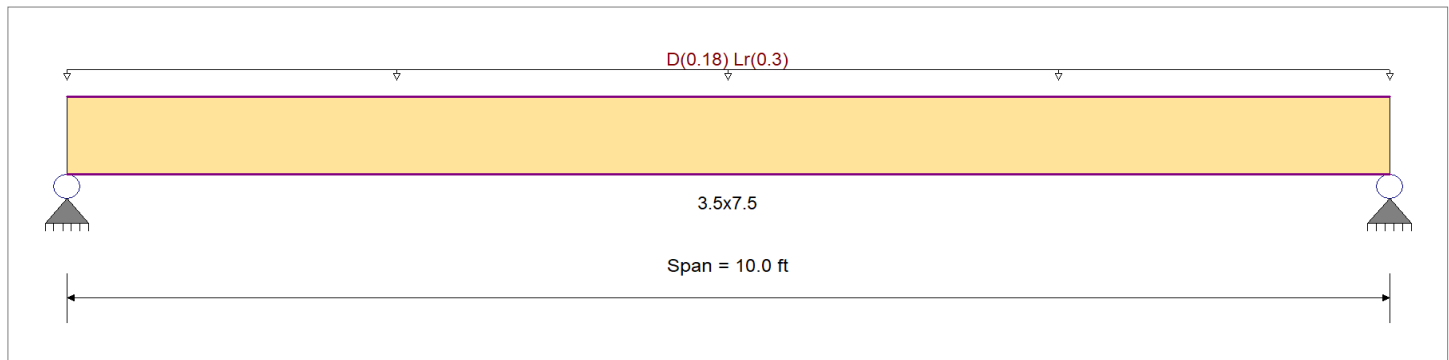 D(0.18) Lr(0.3)
3.5x7.5
Span = 10.0 ft